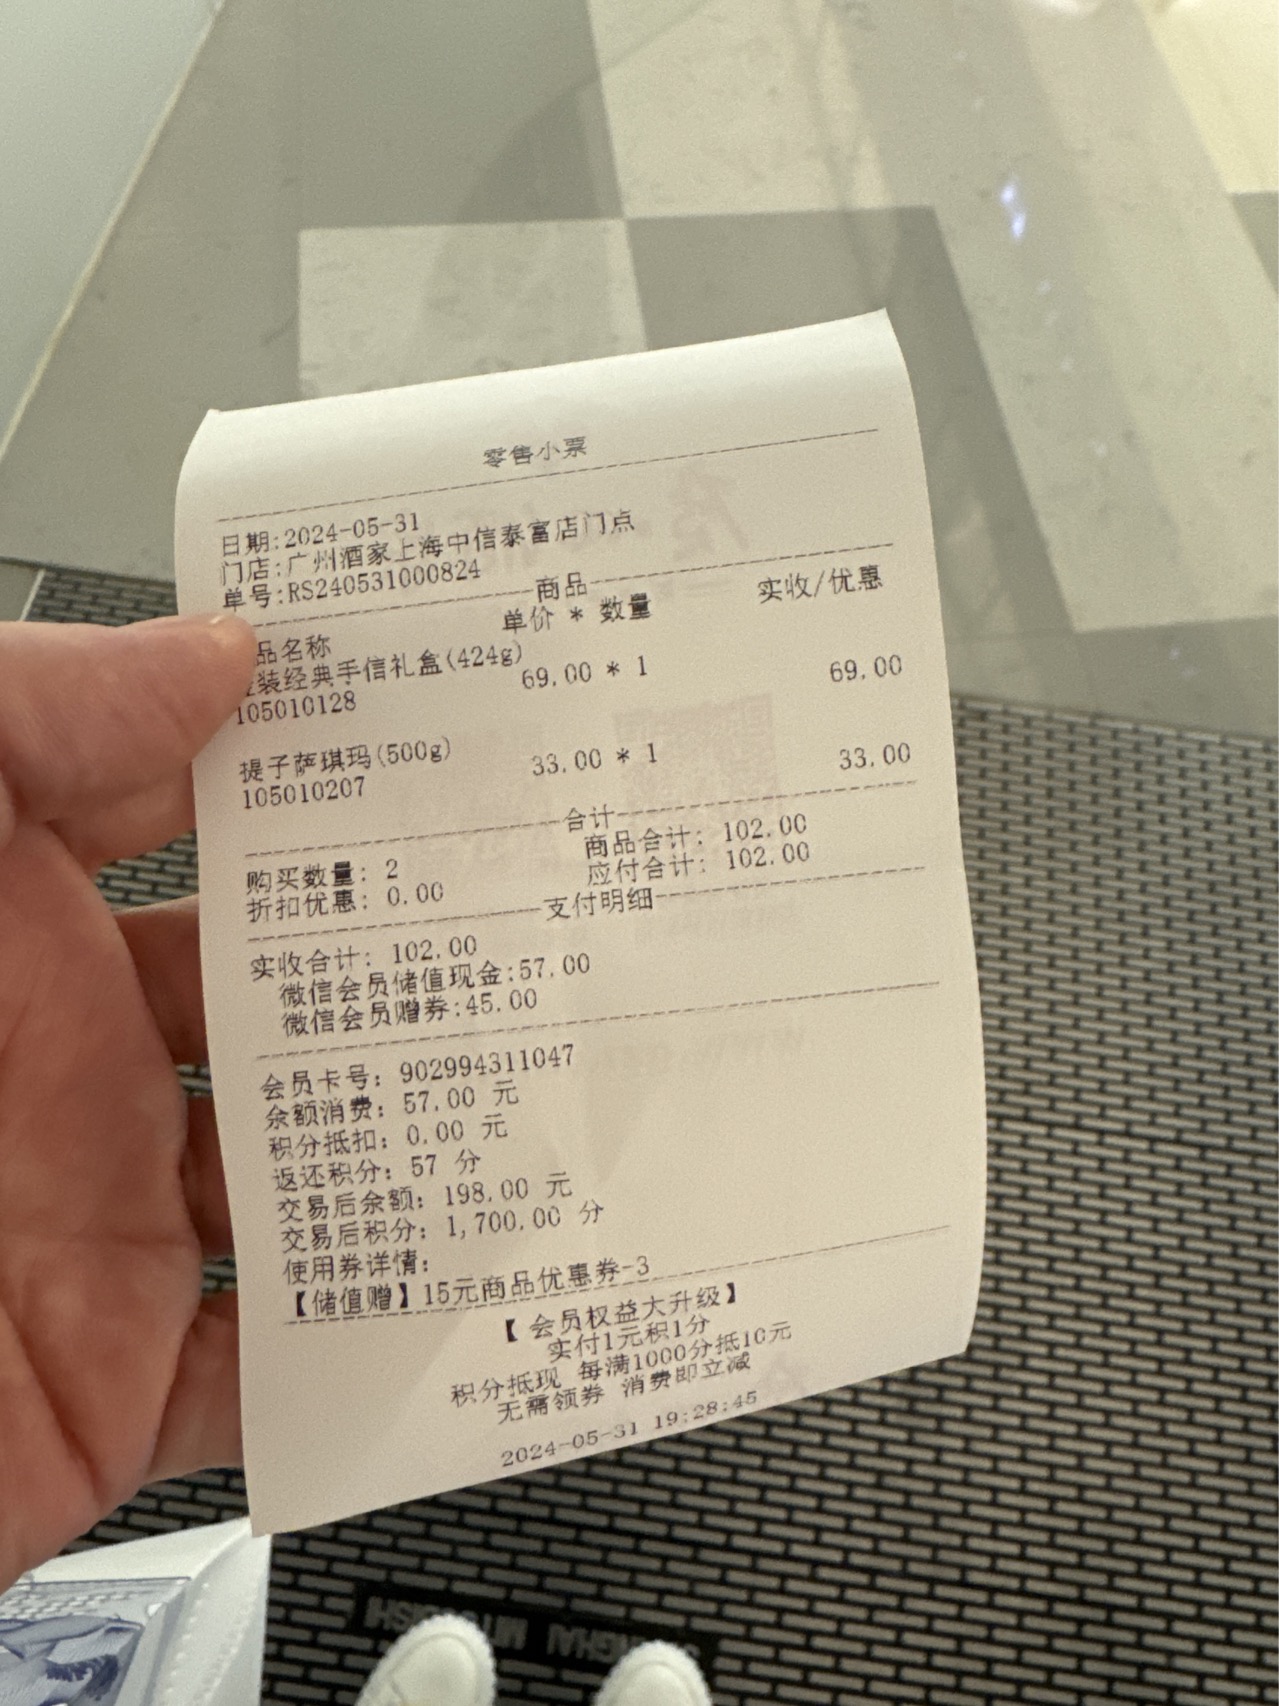 零售小票
日期:2024-05-31
门店:广州酒家上海中信泰富店门点
单号:RS240531000824
商品
品名称 单价 * 数量 实收/优惠
装经典手信礼盒(424g) 69.00 * 1 69.00
105010128
提子萨琪玛(500g) 33.00 * 1 33.00
105010207
合计
购买数量: 2 商品合计: 102.00
折扣优惠: 0.00 应付合计: 102.00
支付明细
实收合计: 102.00
微信会员储值现金:57.00
微信会员赠券:45.00
会员卡号: 902994311047
余额消费: 57.00 元
积分抵扣: 0.00 元
返还积分: 57 分
交易后余额: 198.00 元
交易后积分: 1,700.00 分
使用券详情:
【储值赠】15元商品优惠券-3
【 会员权益大升级】
实付1元积1分
积分抵现 每满1000分抵10元
无需领券 消费即立减
2024-05-31 19:28:45
SHANGHAI MITSUBISHI